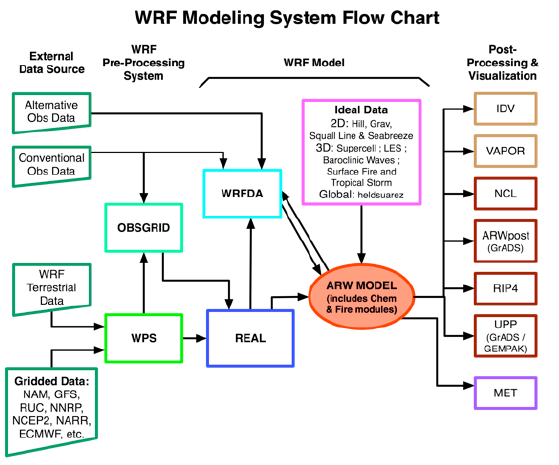 WRF Modeling System Flow Chart
External
Data Source
WRF
Pre-Processing
System
WRF Model
Post-
Processing &
Visualization
Alternative
Obs Data
Conventional
Obs Data
WRF
Terrestrial
Data
Gridded Data:
NAM, GFS,
RUC, NNRP,
NCEP2, NARR,
ECMWF, etc.
OBSGRID
WPS
WRFDA
REAL
Ideal Data
2D: Hill, Grav,
Squall Line & Seabreeze
3D: Supercell ; LES ;
Baroclinic Waves ;
Surface Fire and
Tropical Storm
Global: heldsuarez
ARW MODEL
(includes Chem
& Fire modules)
IDV
VAPOR
NCL
ARWpost
(GrADS)
RIP4
UPP
(GrADS /
GEMPAK)
MET